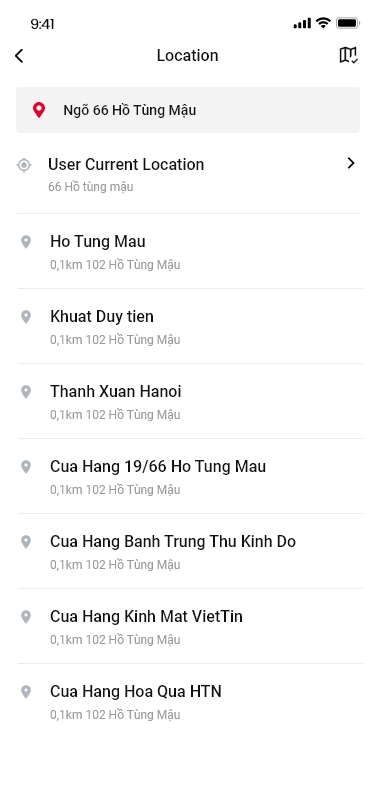 9:41
Location
Ngõ 66 Hồ Tùng Mậu
User Current Location
66 Hồ tùng mậu
Ho Tung Mau
0,1km 102 Hồ Tùng Mậu
Khuat Duy tien
0,1km 102 Hồ Tùng Mậu
Thanh Xuan Hanoi
0,1km 102 Hồ Tùng Mậu
Cua Hang 19/66 Ho Tung Mau
0,1km 102 Hồ Tùng Mậu
Cua Hang Banh Trung Thu Kinh Do
0,1km 102 Hồ Tùng Mậu
Cua Hang Kinh Mat VietTin
0,1km 102 Hồ Tùng Mậu
Cua Hang Hoa Qua HTN
0,1km 102 Hồ Tùng Mậu